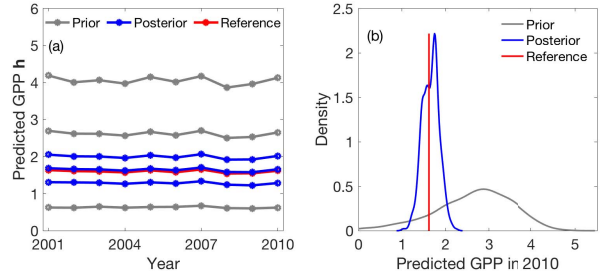 6
5
4
3
2
1
0
Predicted GPP h
Prior Posterior Reference
(a)
2001 2004 2007 2010
Year
2.5
2
1.5
1
0.5
0
Density
(b)
Prior
Posterior
Reference
0 1 2 3 4 5
Predicted GPP in 2010